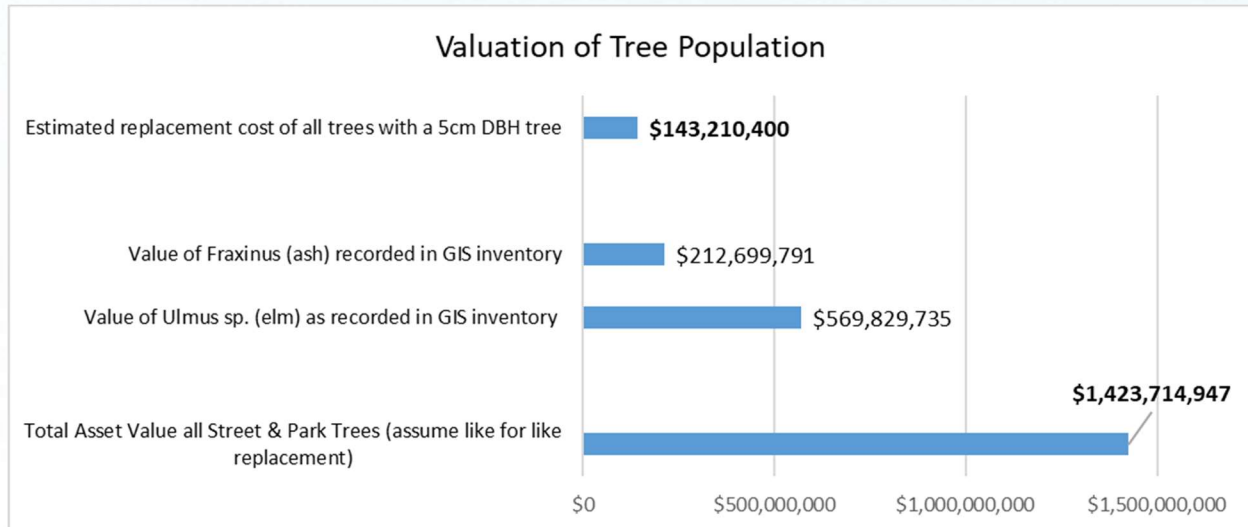 Valuation of Tree Population
Estimated replacement cost of all trees with a 5cm DBH tree
$143,210,400
Value of Fraxinus (ash) recorded in GIS inventory
$212,699,791
Value of Ulmus sp. (elm) as recorded in GIS inventory
$569,829,735
$1,423,714,947
Total Asset Value all Street & Park Trees (assume like for like
replacement)
$0
$500,000,000
$1,000,000,000
$1,500,000,000